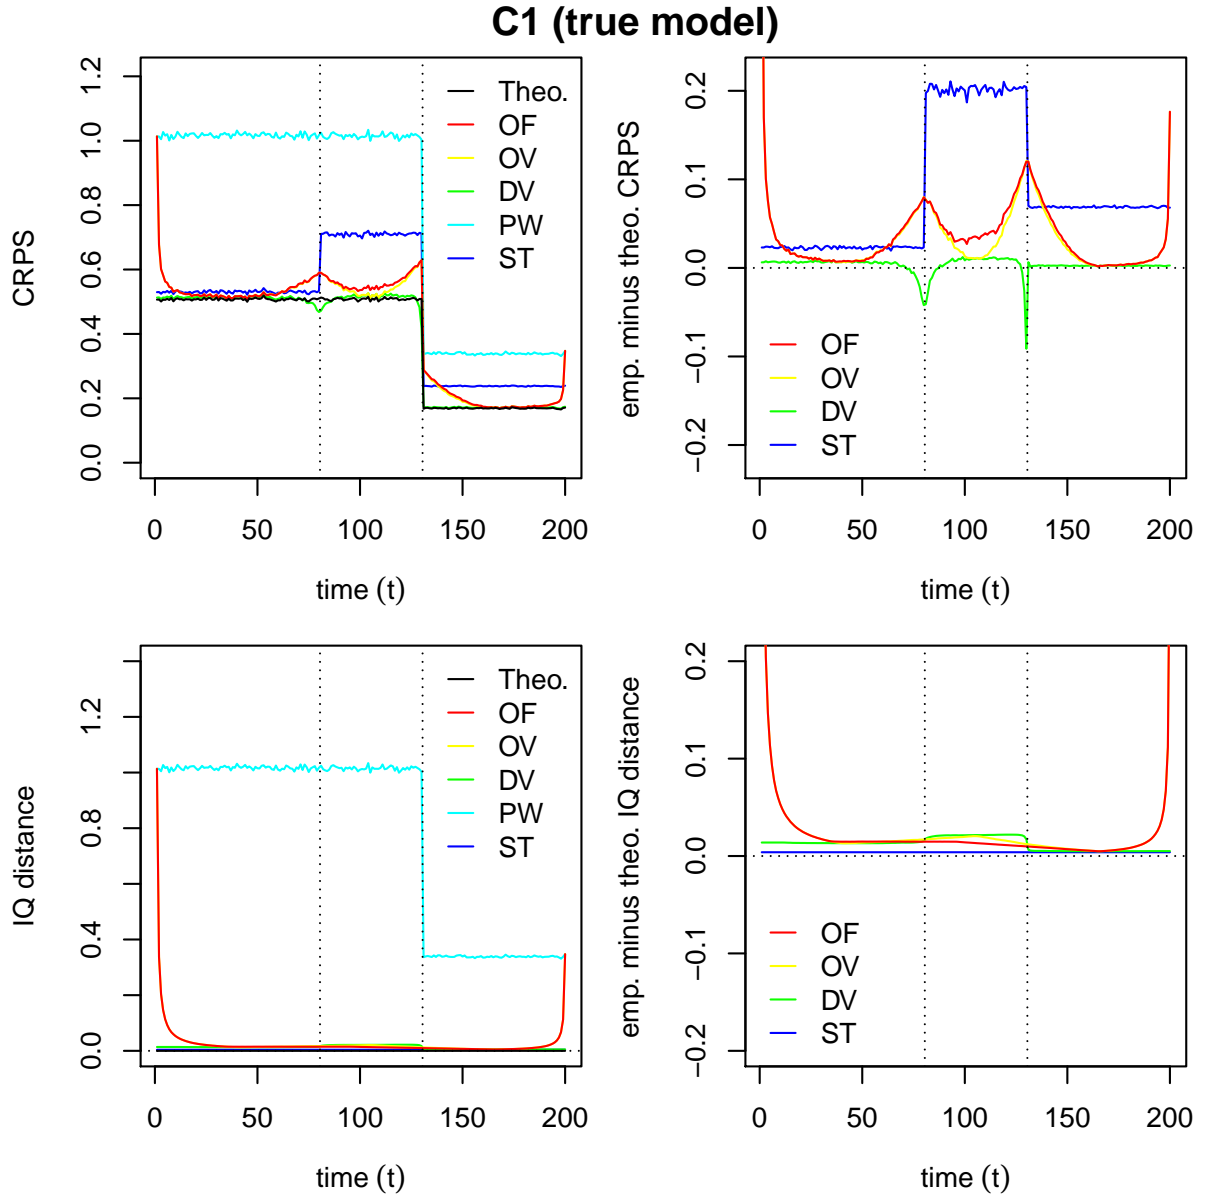 C1 (true model)
CRPS
0.0 0.2 0.4 0.6 0.8 1.0 1.2
Theo.
OF
OV
DV
PW
ST
0 50 100 150 200
time (t)
emp. minus theo. CRPS
−0.2 −0.1 0.0 0.1 0.2
OF
OV
DV
ST
0 50 100 150 200
time (t)
IQ distance
0.0 0.4 0.8 1.2
Theo.
OF
OV
DV
PW
ST
0 50 100 150 200
time (t)
emp. minus theo. IQ distance
−0.2 −0.1 0.0 0.1 0.2
OF
OV
DV
ST
0 50 100 150 200
time (t)